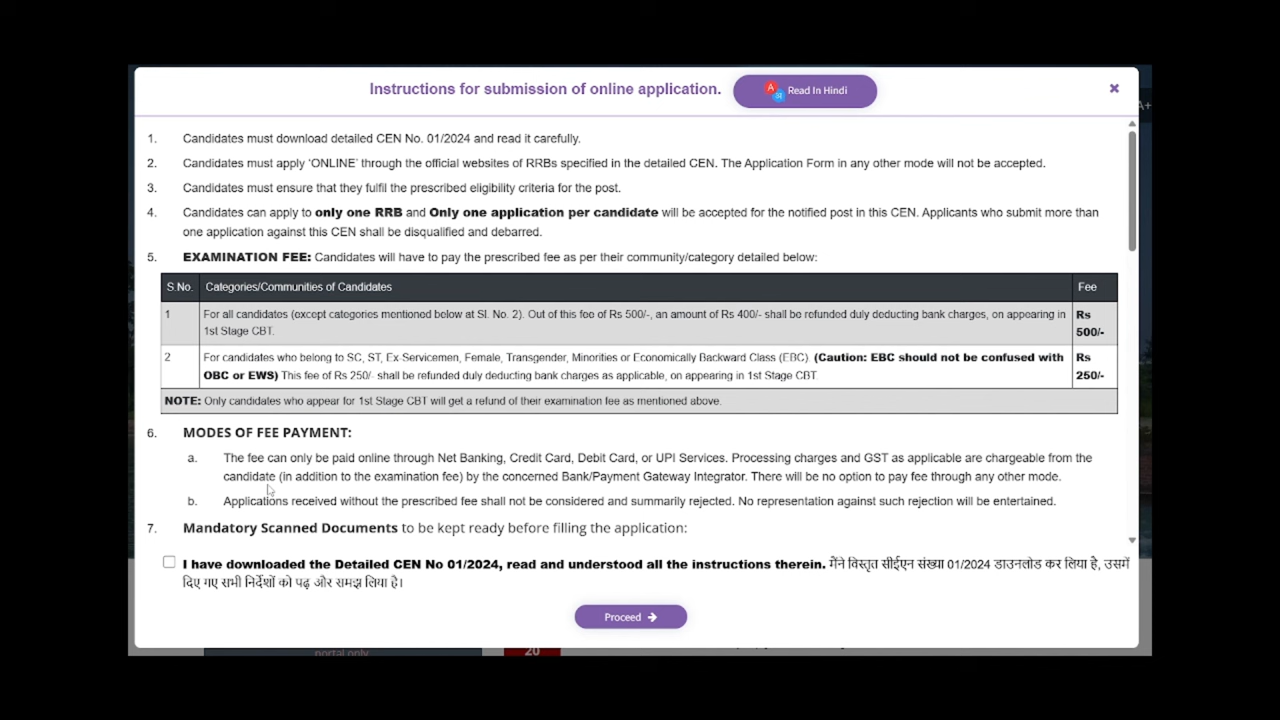 Instructions for submission of online application.
Read In Hindi
A+
1. Candidates must download detailed CEN No. 01/2024 and read it carefully.
2. Candidates must apply ‘ONLINE’ through the official websites of RRBs specified in the detailed CEN. The Application Form in any other mode will not be accepted.
3. Candidates must ensure that they fulfil the prescribed eligibility criteria for the post.
4. Candidates can apply to only one RRB and Only one application per candidate will be accepted for the notified post in this CEN. Applicants who submit more than
one application against this CEN shall be disqualified and debarred.
5. EXAMINATION FEE: Candidates will have to pay the prescribed fee as per their community/category detailed below:
S.No. Categories/Communities of Candidates Fee
1 For all candidates (except categories mentioned below at Sl. No. 2). Out of this fee of Rs 500/-, an amount of Rs 400/- shall be refunded duly deducting bank charges, on appearing in Rs
1st Stage CBT. 500/-
2 For candidates who belong to SC, ST, Ex-Servicemen, Female, Transgender, Minorities or Economically Backward Class (EBC). (Caution: EBC should not be confused with Rs
OBC or EWS) This fee of Rs 250/- shall be refunded duly deducting bank charges as applicable, on appearing in 1st Stage CBT. 250/-
NOTE: Only candidates who appear for 1st Stage CBT will get a refund of their examination fee as mentioned above.
6. MODES OF FEE PAYMENT:
a. The fee can only be paid online through Net Banking, Credit Card, Debit Card, or UPI Services. Processing charges and GST as applicable are chargeable from the
candidate (in addition to the examination fee) by the concerned Bank/Payment Gateway Integrator. There will be no option to pay fee through any other mode.
b. Applications received without the prescribed fee shall not be considered and summarily rejected. No representation against such rejection will be entertained.
7. Mandatory Scanned Documents to be kept ready before filling the application:
I have downloaded the Detailed CEN No 01/2024, read and understood all the instructions therein. मैंने विस्तृत सीईएन संख्या 01/2024 डाउनलोड कर लिया है, उसमें
दिए गए सभी निर्देशों को पढ़ और समझ लिया है।
Proceed
portal only. 20